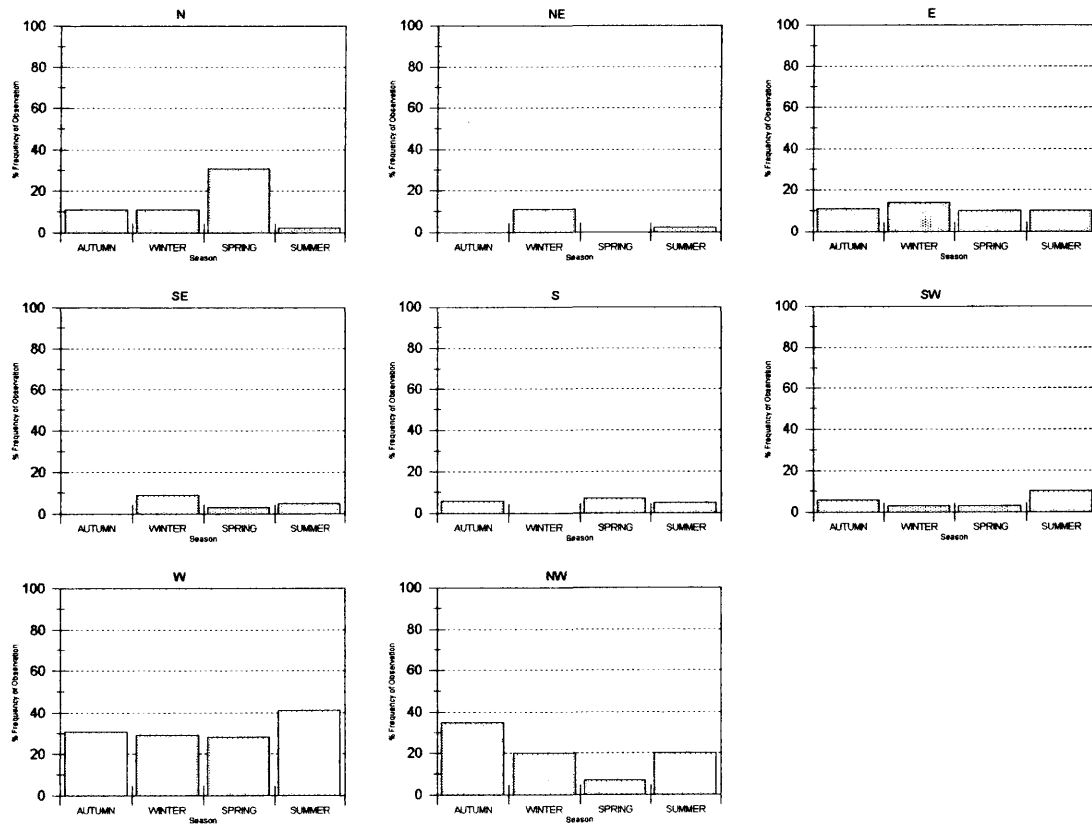 N
100
80
60
40
20
0
% Frequency of Observation
AUTUMN WINTER SPRING SUMMER
Season
NE
100
80
60
40
20
0
% Frequency of Observation
AUTUMN WINTER SPRING SUMMER
Season
E
100
80
60
40
20
0
% Frequency of Observation
AUTUMN WINTER SPRING SUMMER
Season
SE
100
80
60
40
20
0
% Frequency of Observation
AUTUMN WINTER SPRING SUMMER
Season
S
100
80
60
40
20
0
% Frequency of Observation
AUTUMN WINTER SPRING SUMMER
Season
SW
100
80
60
40
20
0
% Frequency of Observation
AUTUMN WINTER SPRING SUMMER
Season
W
100
80
60
40
20
0
% Frequency of Observation
AUTUMN WINTER SPRING SUMMER
Season
NW
100
80
60
40
20
0
% Frequency of Observation
AUTUMN WINTER SPRING SUMMER
Season